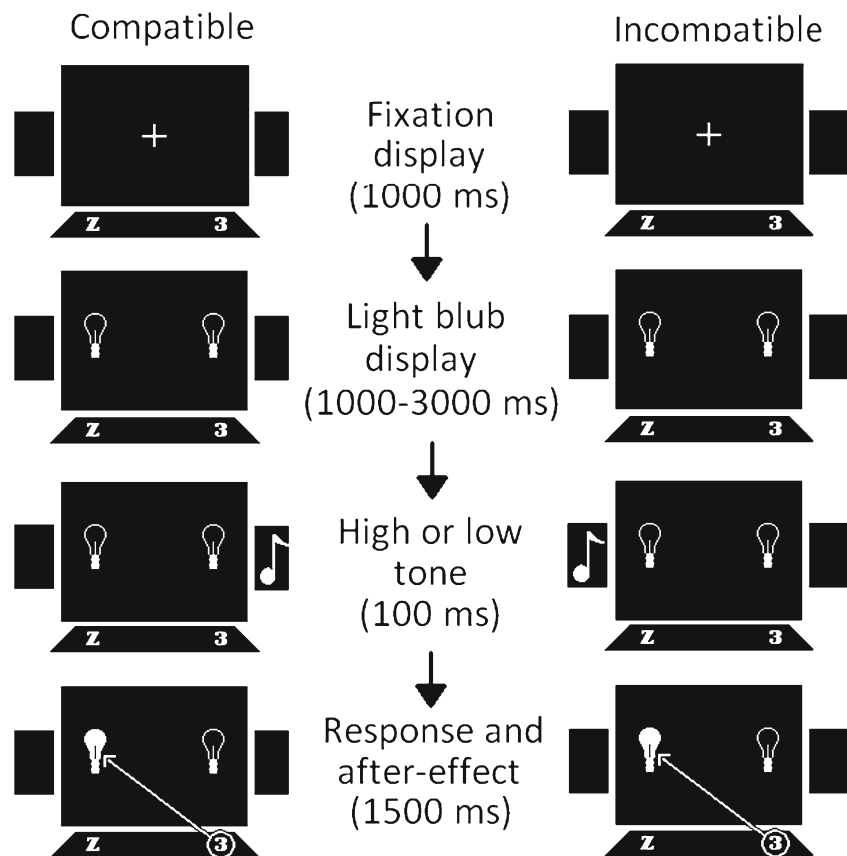 Compatible
Incompatible
Fixation
display
(1000 ms)
Z 3
Z 3
Light blub
display
(1000-3000 ms)
Z 3
Z 3
High or low
tone
(100 ms)
Z 3
Z 3
Response and
after-effect
(1500 ms)
Z 3
Z 3